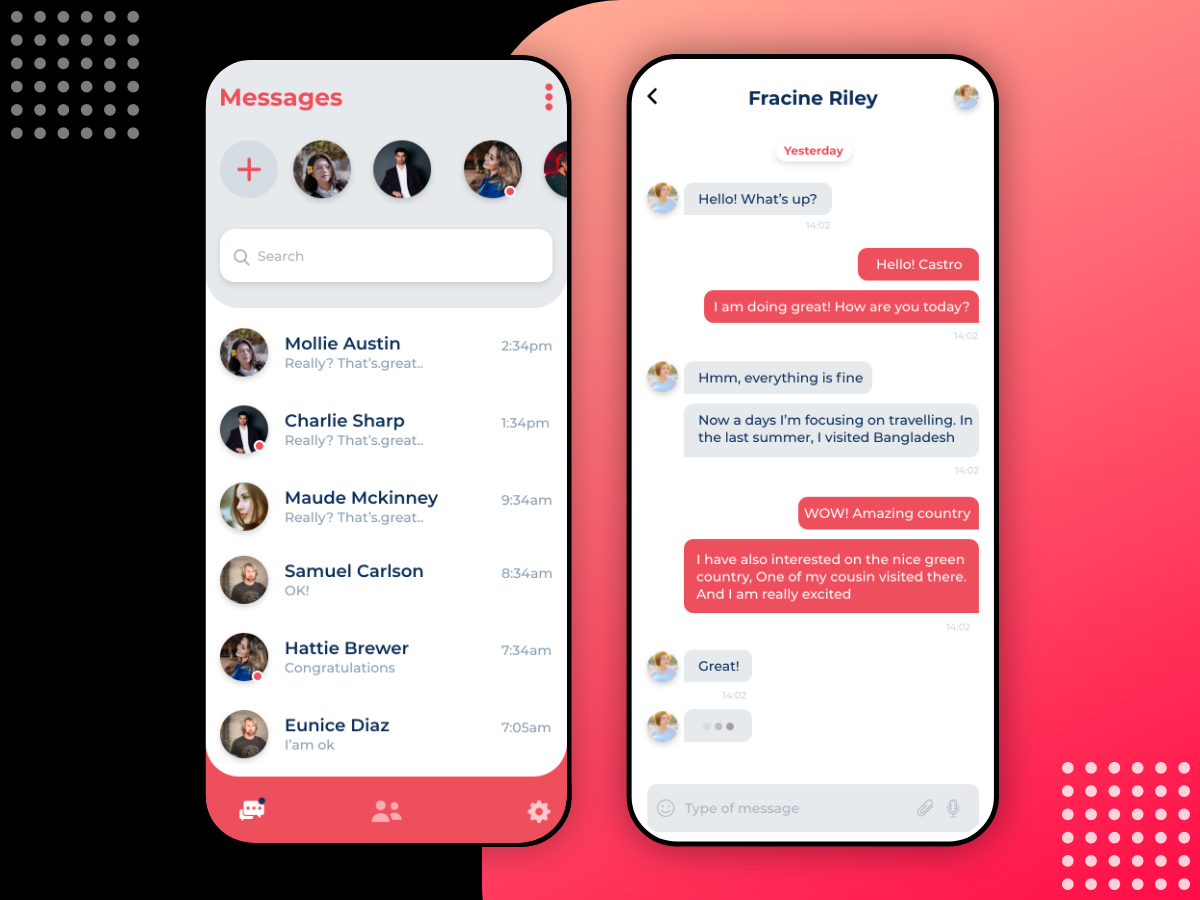 Messages
Search
Mollie Austin
2:34pm
Really? That's.great..
Charlie Sharp
1:34pm
Really? That's.great..
Maude Mckinney
9:34am
Really? That's.great..
Samuel Carlson
8:34am
OK!
Hattie Brewer
7:34am
Congratulations
Eunice Diaz
7:05am
I'am ok
Fracine Riley
Yesterday
Hello! What's up?
14:02
Hello! Castro
I am doing great! How are you today?
14:02
Hmm, everything is fine
Now a days I'm focusing on travelling. In
the last summer, I visited Bangladesh
14:02
WOW! Amazing country
I have also interested on the nice green
country, One of my cousin visited there.
And I am really excited
14:02
Great!
14:02
Type of message